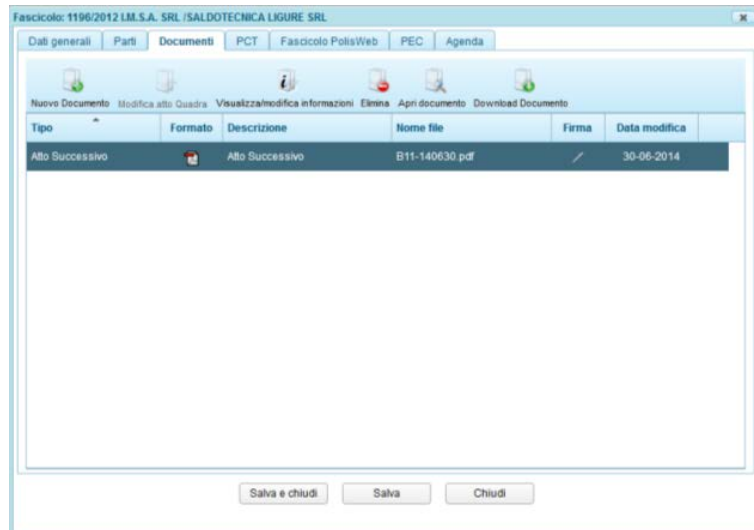 Fascicolo: 1196/2012 I.M.S.A. SRL /SALDOTECNICA LIGURE SRL
Dati generali Parti Documenti PCT Fascicolo PolisWeb PEC Agenda
Nuovo Documento Modifica atto Quadra Visualizza/modifica informazioni Elimina Apri documento Download Documento
Tipo Formato Descrizione Nome file Firma Data modifica
Atto Successivo Atto Successivo B11-140630.pdf 30-06-2014
Salva e chiudi Salva Chiudi